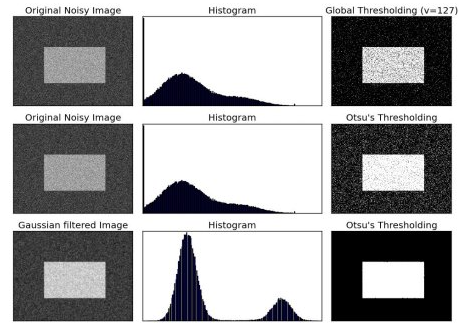 Original Noisy Image
Histogram
Global Thresholding (v=127)
Original Noisy Image
Histogram
Otsu's Thresholding
Gaussian filtered Image
Histogram
Otsu's Thresholding